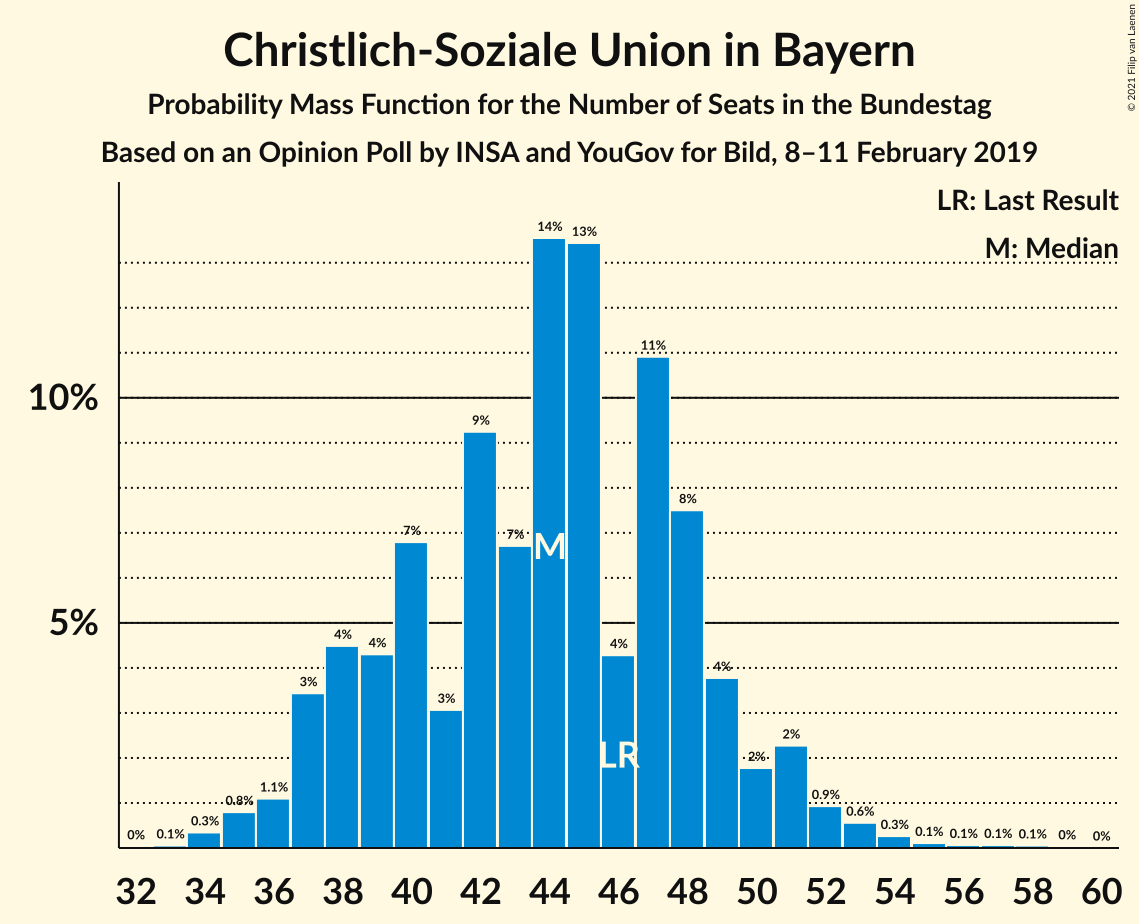 Christlich-Soziale Union in Bayern
Probability Mass Function for the Number of Seats in the Bundestag
Based on an Opinion Poll by INSA and YouGov for Bild, 8–11 February 2019
© 2021 Filip van Laenen
LR: Last Result
M: Median
10%
5%
0% 0.1% 0.3% 0.8% 1.1% 3% 4% 4% 7% 3% 9% 7% 14% 13% 4% 11% 8% 4% 2% 2% 0.9% 0.6% 0.3% 0.1% 0.1% 0.1% 0.1% 0% 0%
M
LR
32 34 36 38 40 42 44 46 48 50 52 54 56 58 60